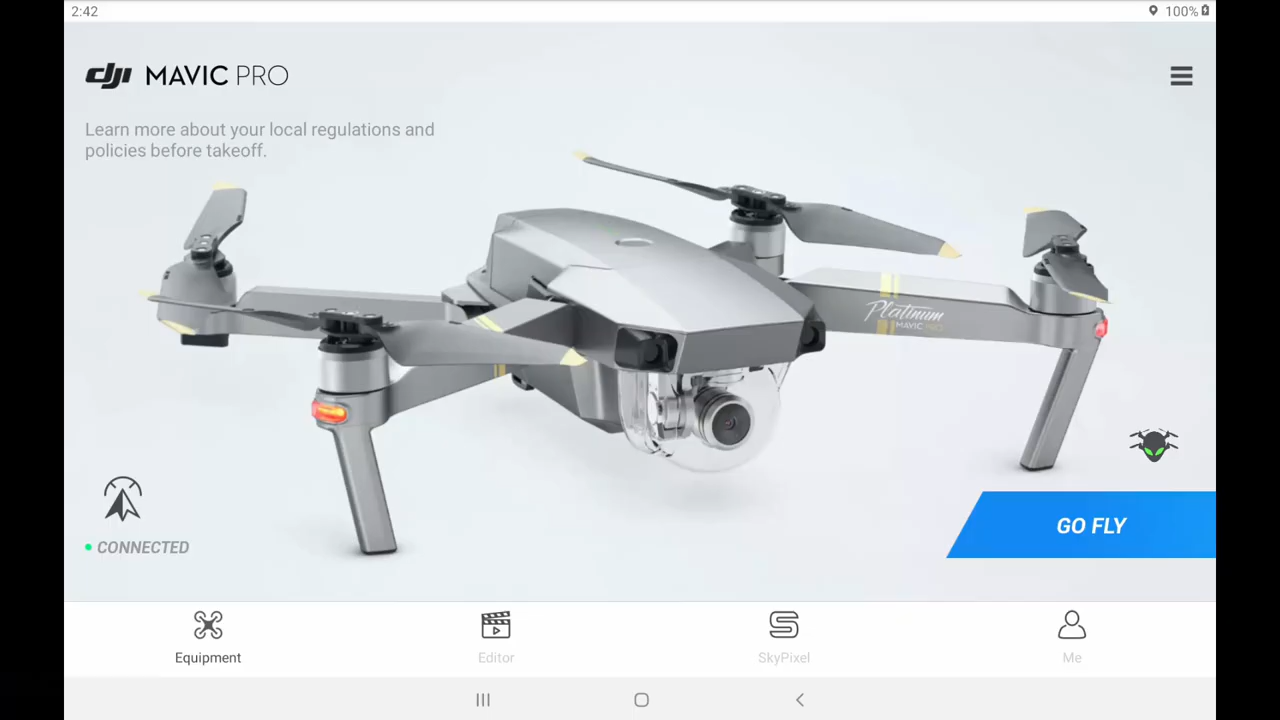 2:42
100%
dji MAVIC PRO
Learn more about your local regulations and
policies before takeoff.
Platinum
MAVIC PRO
CONNECTED
GO FLY
Equipment
Editor
SkyPixel
Me